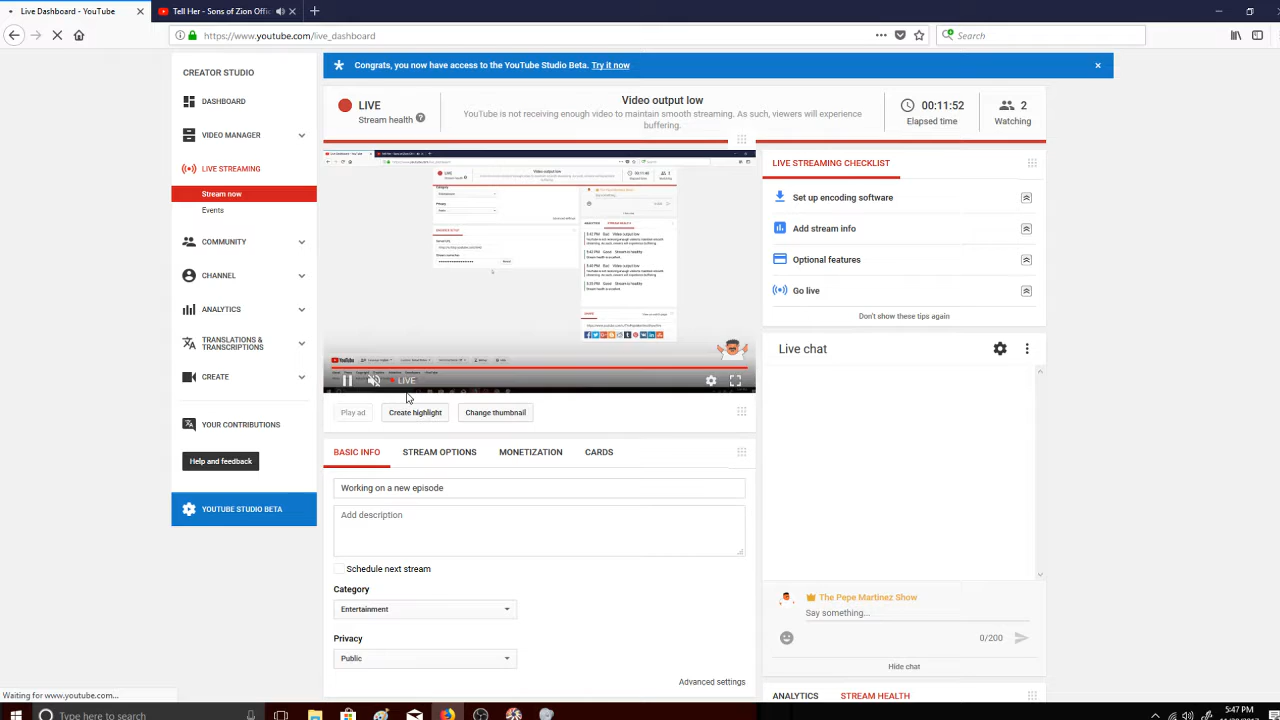 Live Dashboard - YouTube
Tell Her - Sons of Zion Offi
https://www.youtube.com/live_dashboard
Search
CREATOR STUDIO
DASHBOARD
VIDEO MANAGER
LIVE STREAMING
Stream now
Events
COMMUNITY
CHANNEL
ANALYTICS
TRANSLATIONS &
TRANSCRIPTIONS
CREATE
YOUR CONTRIBUTIONS
Help and feedback
YOUTUBE STUDIO BETA
Congrats, you now have access to the YouTube Studio Beta. Try it now
LIVE
Stream health
Video output low
YouTube is not receiving enough video to maintain smooth streaming. As such, viewers will experience
buffering.
00:11:52
Elapsed time
2
Watching
LIVE
Play ad
Create highlight
Change thumbnail
BASIC INFO
STREAM OPTIONS
MONETIZATION
CARDS
Working on a new episode
Add description
Schedule next stream
Category
Entertainment
Privacy
Public
Advanced settings
LIVE STREAMING CHECKLIST
Set up encoding software
Add stream info
Optional features
Go live
Don't show these tips again
Live chat
The Pepe Martinez Show
Say something...
0/200
Hide chat
ANALYTICS
STREAM HEALTH
Waiting for www.youtube.com...
Type here to search
5:47 PM